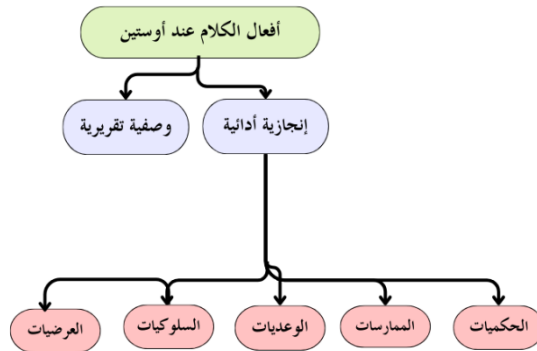 أفعال الكلام عند أوستين
إنجازية أدائية
وصفية تقريرية
الحكميات
الممارسات
الوعديات
السلوكيات
العرضيات